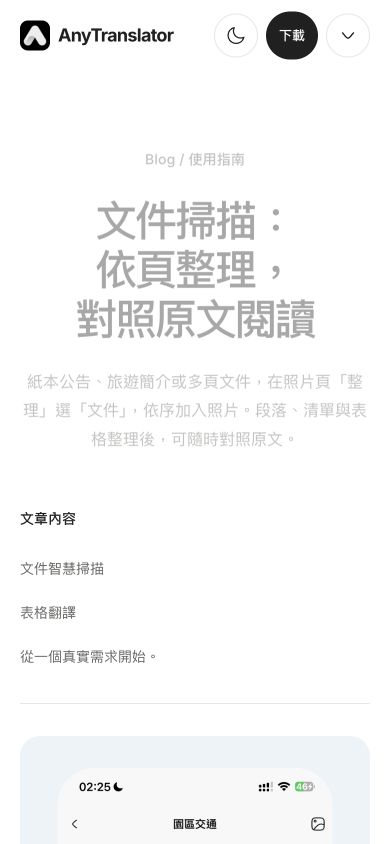 AnyTranslator
下載
Blog / 使用指南
文件掃描：
依頁整理，
對照原文閱讀
紙本公告、旅遊簡介或多頁文件，在照片頁「整
理」選「文件」，依序加入照片。段落、清單與表
格整理後，可隨時對照原文。
文章內容
文件智慧掃描
表格翻譯
從一個真實需求開始。
02:25
46
園區交通